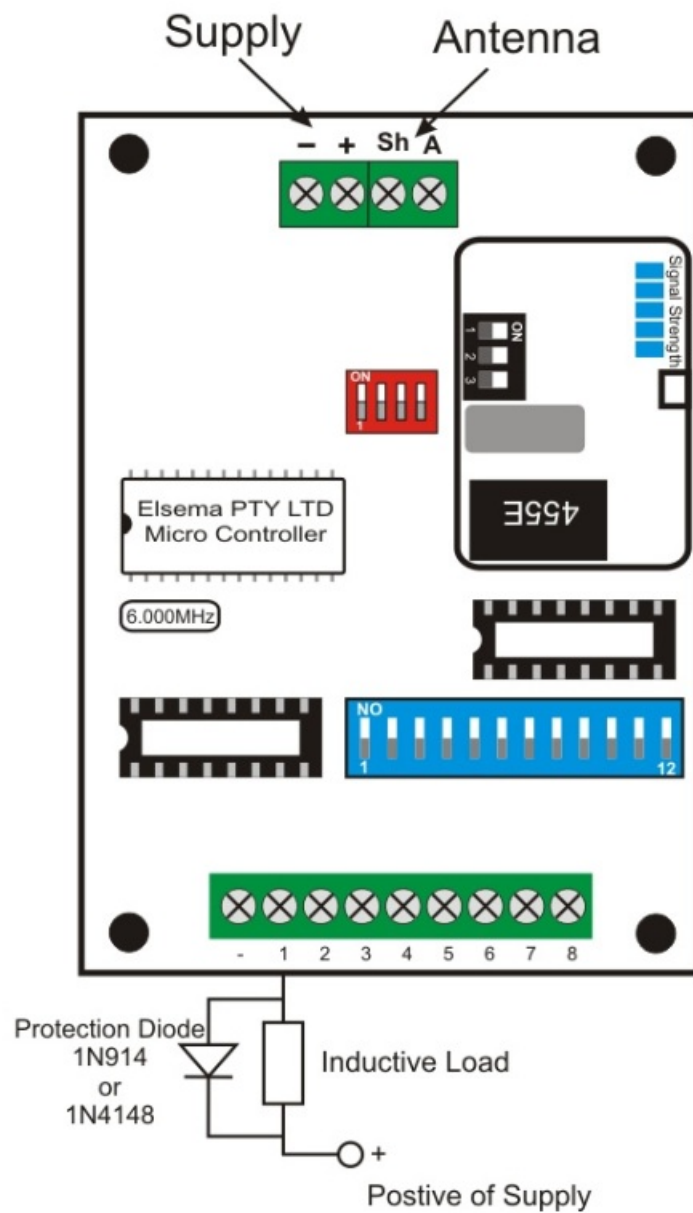 Supply
Antenna
− + Sh A
Signal Strength
ON
1
2
3
ON
1
Elsema PTY LTD
Micro Controller
455E
6.000MHz
NO
1 12
- 1 2 3 4 5 6 7 8
Protection Diode
1N914
or
1N4148
Inductive Load
+
Postive of Supply